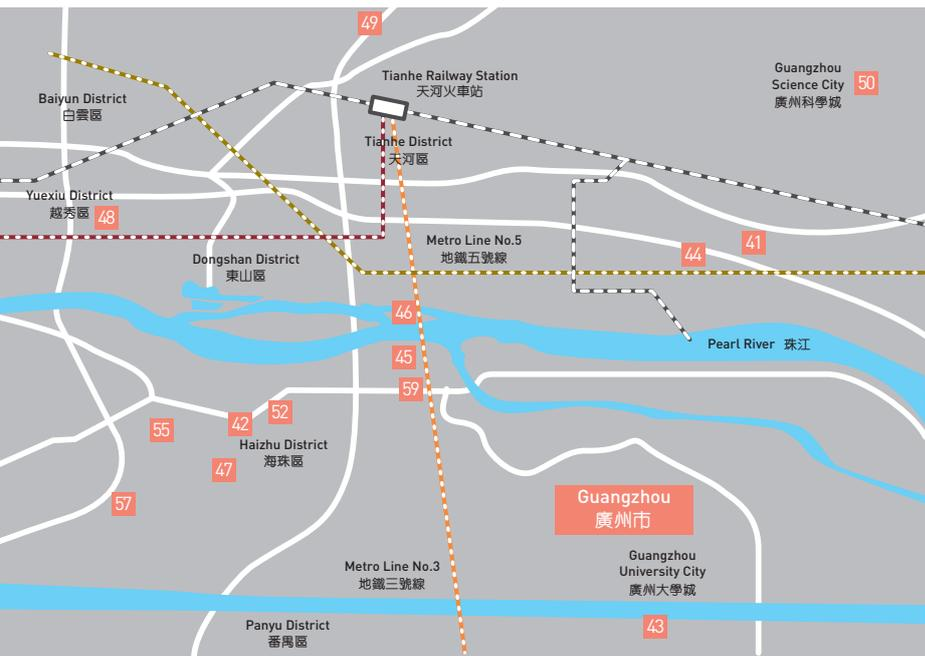 49
Tianhe Railway Station
天河火車站
Guangzhou
Science City
廣州科學城
50
Baiyun District
白雲區
Tianhe District
天河區
Yuexiu District
越秀區
48
Metro Line No.5
地鐵五號線
44
41
Dongshan District
東山區
46
Pearl River 珠江
45
59
52
42
55
Haizhu District
海珠區
47
57
Guangzhou
廣州市
Metro Line No.3
地鐵三號線
Guangzhou
University City
廣州大學城
Panyu District
番禺區
43